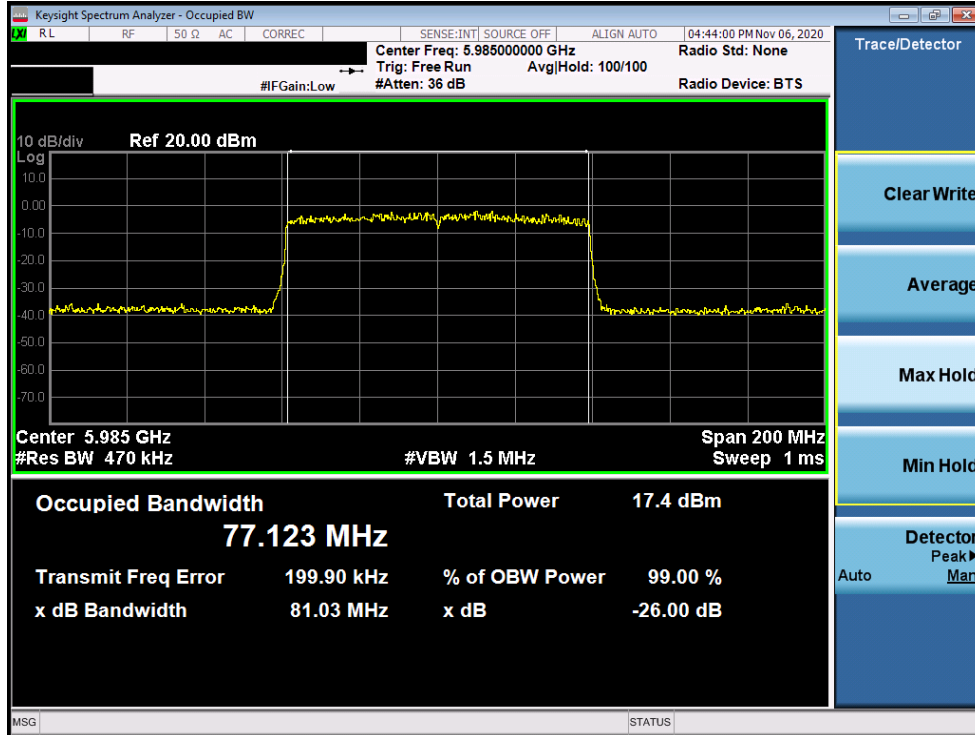 Keysight Spectrum Analyzer - Occupied BW
LXI RL RF 50 Ω AC CORREC SENSE:INT SOURCE OFF ALIGN AUTO 04:44:00 PM Nov 06, 2020
Center Freq: 5.985000000 GHz Radio Std: None
Trig: Free Run Avg|Hold: 100/100
#IFGain:Low #Atten: 36 dB Radio Device: BTS
10 dB/div Ref 20.00 dBm
Log
10.0
0.00
-10.0
-20.0
-30.0
-40.0
-50.0
-60.0
-70.0
Center 5.985 GHz Span 200 MHz
#Res BW 470 kHz #VBW 1.5 MHz Sweep 1 ms
Occupied Bandwidth Total Power 17.4 dBm
77.123 MHz
Transmit Freq Error 199.90 kHz % of OBW Power 99.00 %
x dB Bandwidth 81.03 MHz x dB -26.00 dB
MSG STATUS
Trace/Detector
Clear Write
Average
Max Hold
Min Hold
Detector
Peak▶
Auto Man